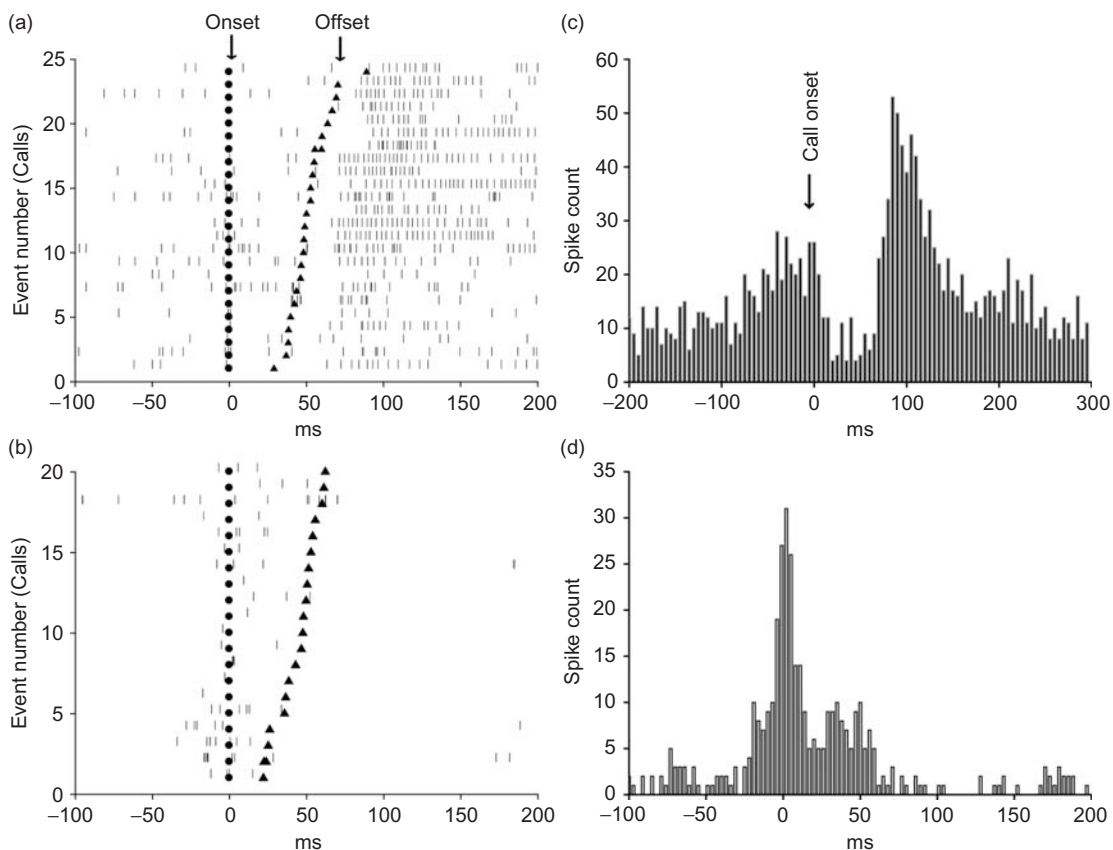 (a)
Onset Offset
Event number (Calls)
25
20
15
10
5
0
−100 −50 0 50 100 150 200
ms
(c)
Call onset
Spike count
60
50
40
30
20
10
0
−200 −100 0 100 200 300
ms
(b)
Event number (Calls)
20
15
10
5
0
−100 −50 0 50 100 150 200
ms
(d)
Spike count
35
30
25
20
15
10
5
0
−100 −50 0 50 100 150 200
ms